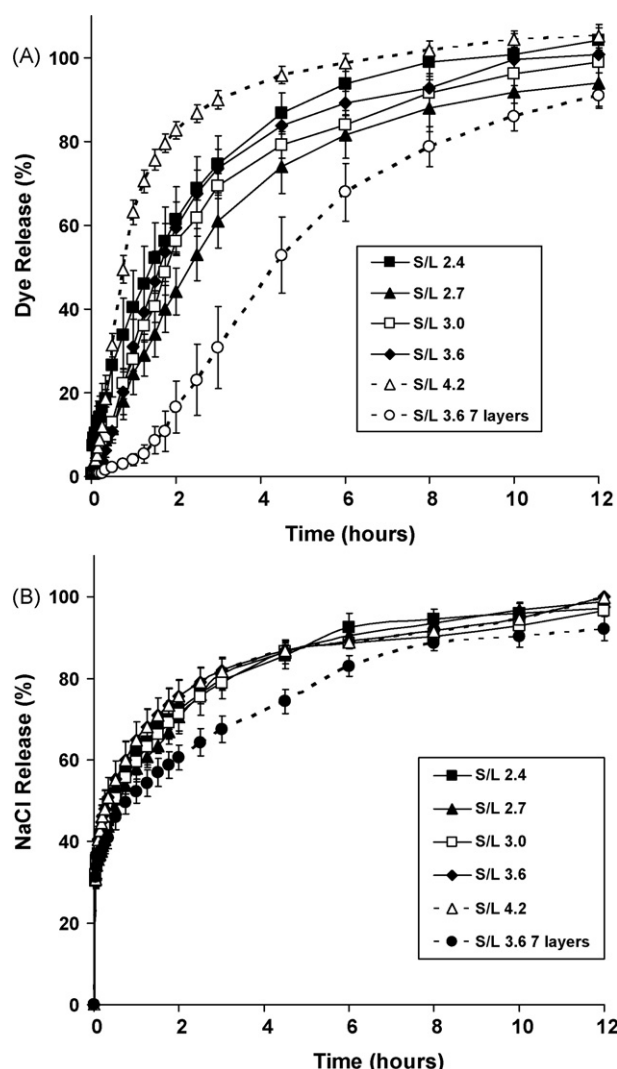 (A)
100
80
60
40
20
0
Dye Release (%)
S/L 2.4
S/L 2.7
S/L 3.0
S/L 3.6
S/L 4.2
S/L 3.6 7 layers
0 2 4 6 8 10 12
Time (hours)
(B)
100
80
60
40
20
0
NaCl Release (%)
S/L 2.4
S/L 2.7
S/L 3.0
S/L 3.6
S/L 4.2
S/L 3.6 7 layers
0 2 4 6 8 10 12
Time (hours)